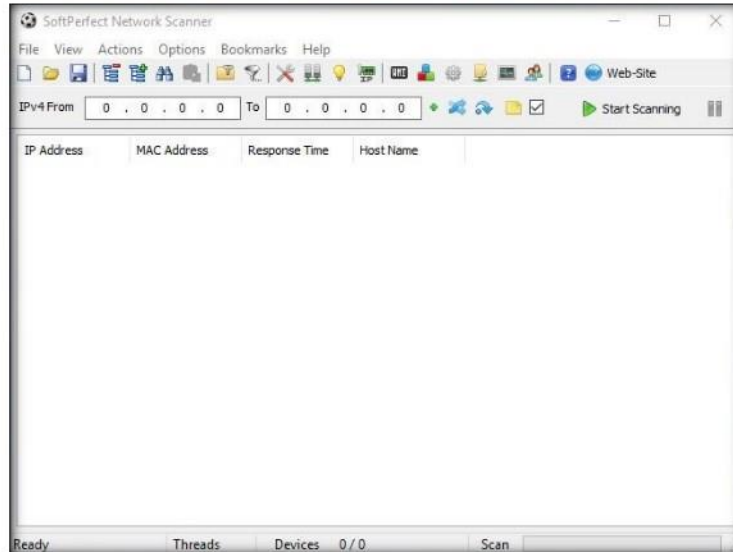 SoftPerfect Network Scanner
File View Actions Options Bookmarks Help
Web-Site
IPv4 From 0 . 0 . 0 . 0 To 0 . 0 . 0 . 0 Start Scanning
IP Address MAC Address Response Time Host Name
Ready Threads Devices 0 / 0 Scan